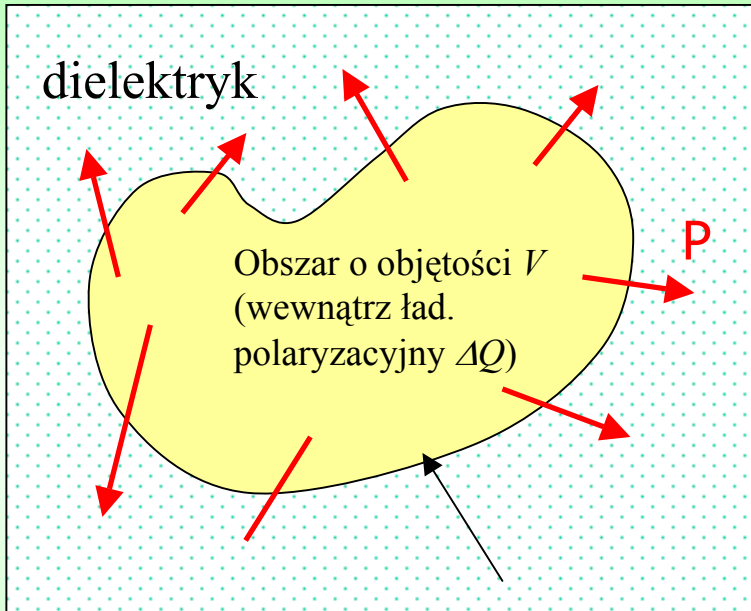 dielektryk
P
Obszar o objętości V
(wewnątrz ład.
polaryzacyjny ΔQ)